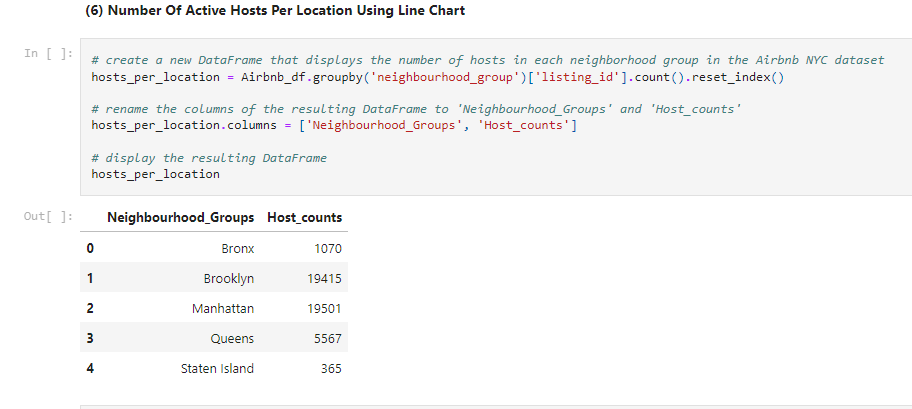 (6) Number Of Active Hosts Per Location Using Line Chart
In [ ]:
# create a new DataFrame that displays the number of hosts in each neighborhood group in the Airbnb NYC dataset
hosts_per_location = Airbnb_df.groupby('neighbourhood_group')['listing_id'].count().reset_index()
# rename the columns of the resulting DataFrame to 'Neighbourhood_Groups' and 'Host_counts'
hosts_per_location.columns = ['Neighbourhood_Groups', 'Host_counts']
# display the resulting DataFrame
hosts_per_location
Out[ ]:
Neighbourhood_Groups Host_counts
0 Bronx 1070
1 Brooklyn 19415
2 Manhattan 19501
3 Queens 5567
4 Staten Island 365